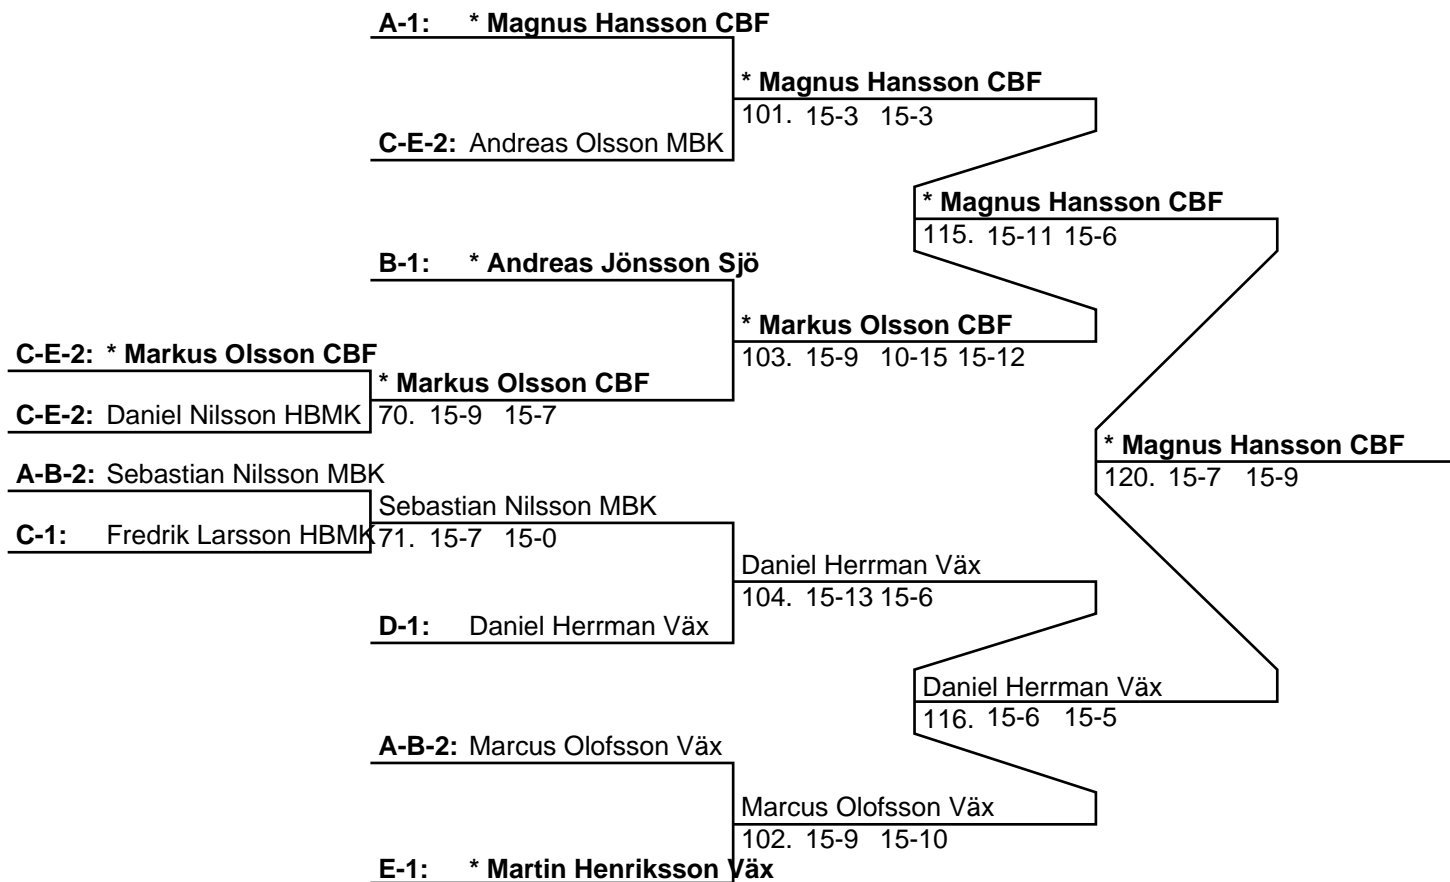 A-1: * Magnus Hansson CBF
* Magnus Hansson CBF
101. 15-3 15-3
C-E-2: Andreas Olsson MBK
* Magnus Hansson CBF
115. 15-11 15-6
B-1: * Andreas Jönsson Sjö
* Markus Olsson CBF
103. 15-9 10-15 15-12
C-E-2: * Markus Olsson CBF
* Markus Olsson CBF
C-E-2: Daniel Nilsson HBMK
70. 15-9 15-7
* Magnus Hansson CBF
120. 15-7 15-9
A-B-2: Sebastian Nilsson MBK
Sebastian Nilsson MBK
C-1: Fredrik Larsson HBMK
71. 15-7 15-0
Daniel Herrman Väx
104. 15-13 15-6
D-1: Daniel Herrman Väx
Daniel Herrman Väx
116. 15-6 15-5
A-B-2: Marcus Olofsson Väx
Marcus Olofsson Väx
102. 15-9 15-10
E-1: * Martin Henriksson Väx